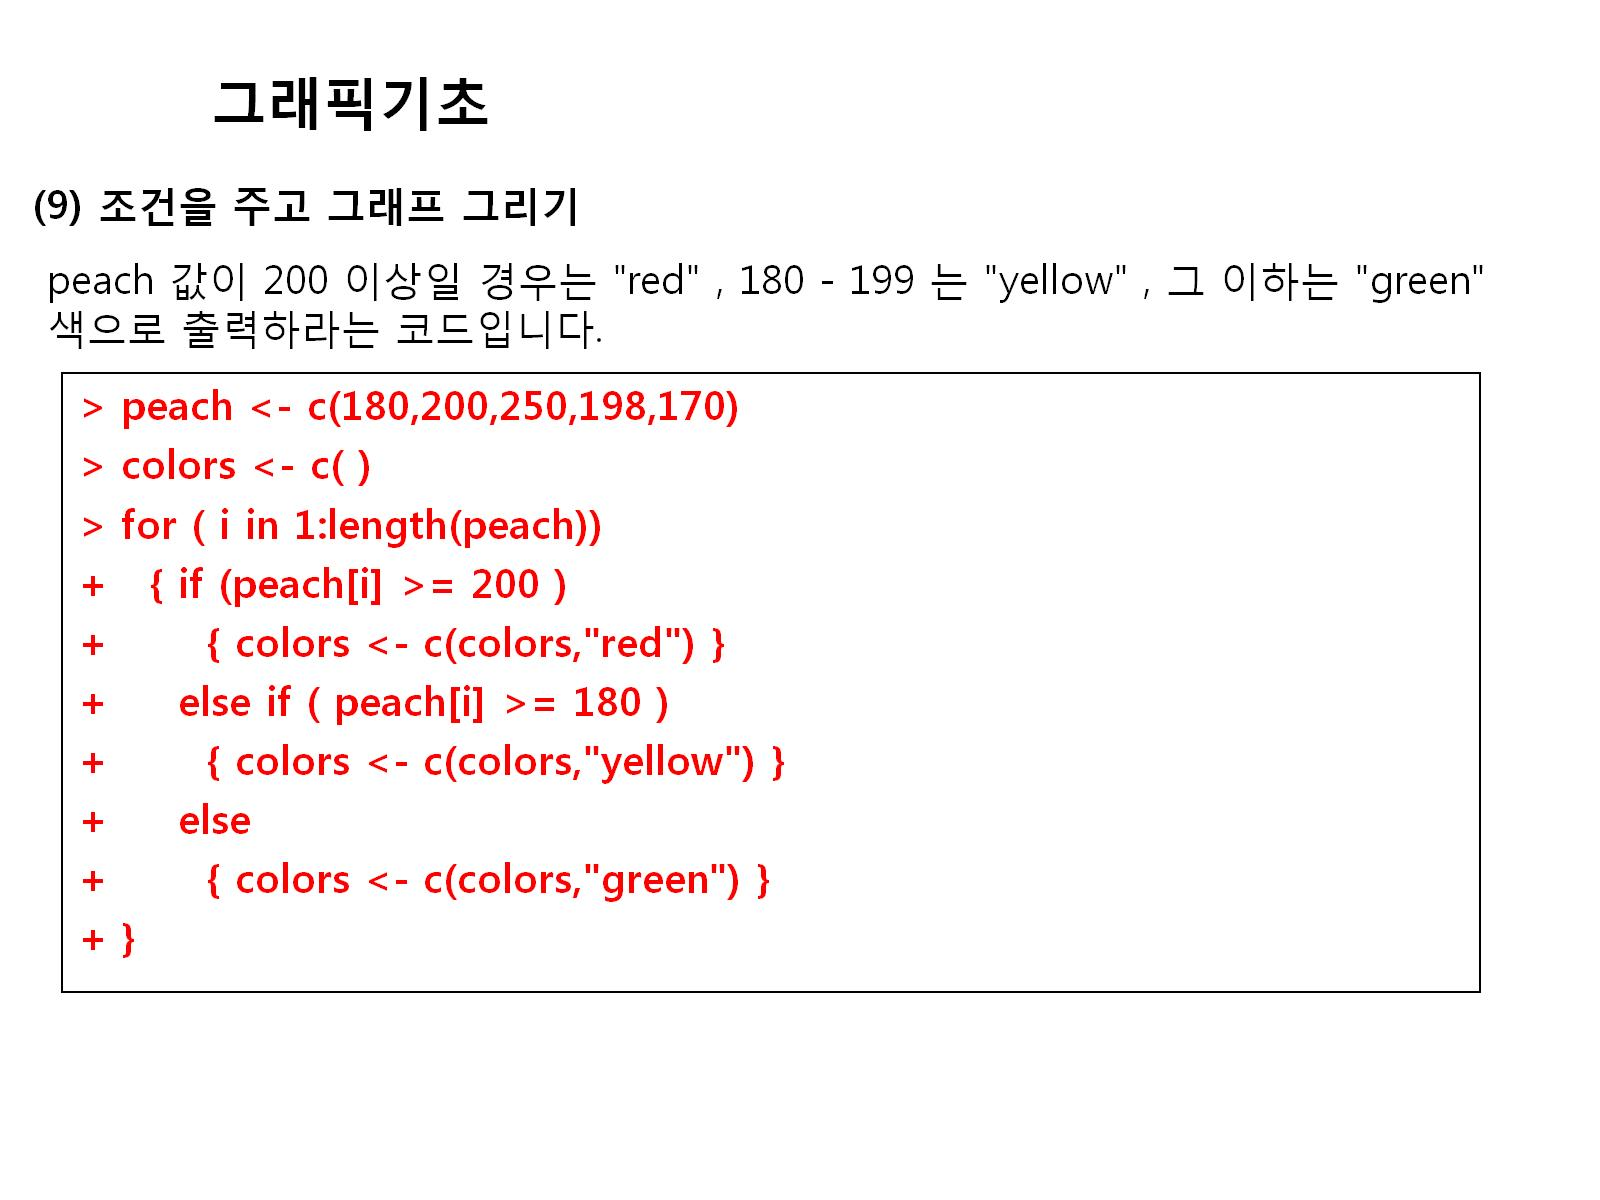 그래픽기초
(9) 조건을 주고 그래프 그리기
peach 값이 200 이상일 경우는 "red" , 180 - 199 는 "yellow" , 그 이하는 "green"
색으로 출력하라는 코드입니다.
> peach <- c(180,200,250,198,170)
> colors <- c( )
> for ( i in 1:length(peach))
+ { if (peach[i] >= 200 )
+ { colors <- c(colors,"red") }
+ else if ( peach[i] >= 180 )
+ { colors <- c(colors,"yellow") }
+ else
+ { colors <- c(colors,"green") }
+ }